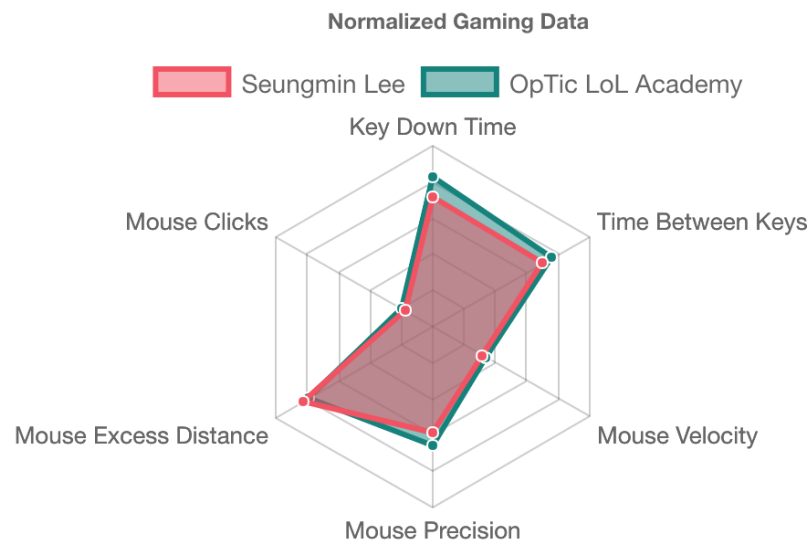 Normalized Gaming Data
Seungmin Lee OpTic LoL Academy
Key Down Time
Mouse Clicks Time Between Keys
Mouse Excess Distance Mouse Velocity
Mouse Precision